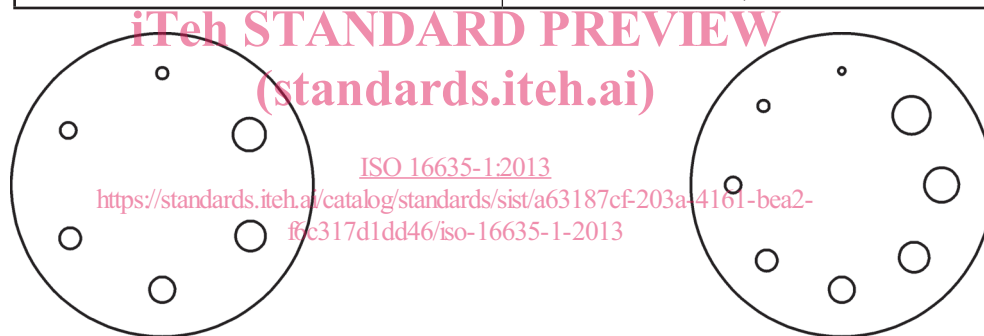 iTeh STANDARD PREVIEW
(standards.iteh.ai)
ISO 16635-1:2013
https://standards.iteh.ai/catalog/standards/sist/a63187cf-203a-4161-bea2-
f6c317d1dd46/iso-16635-1-2013